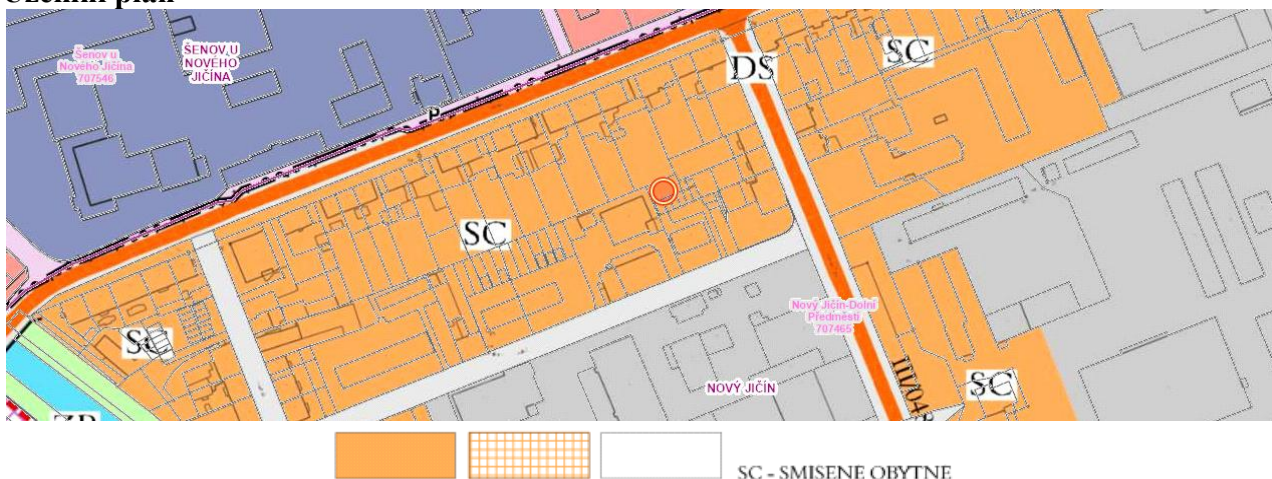 Územní plán
Šenov u
Nového Jičína
707546
ŠENOV U
NOVÉHO
JIČÍNA
P
DS
SC
SC
SC
Nový Jičín-Dolní
Předměstí
707465
NOVÝ JIČÍN
SC
SC - SMISENE OBYTNE